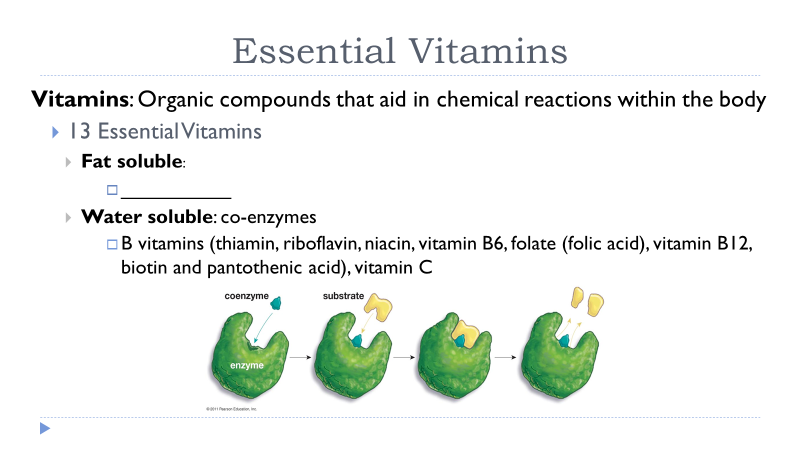 Essential Vitamins
Vitamins: Organic compounds that aid in chemical reactions within the body
13 Essential Vitamins
Fat soluble:
___________
Water soluble: co-enzymes
B vitamins (thiamin, riboflavin, niacin, vitamin B6, folate (folic acid), vitamin B12,
biotin and pantothenic acid), vitamin C
coenzyme
substrate
enzyme
©2011 Pearson Education, Inc.